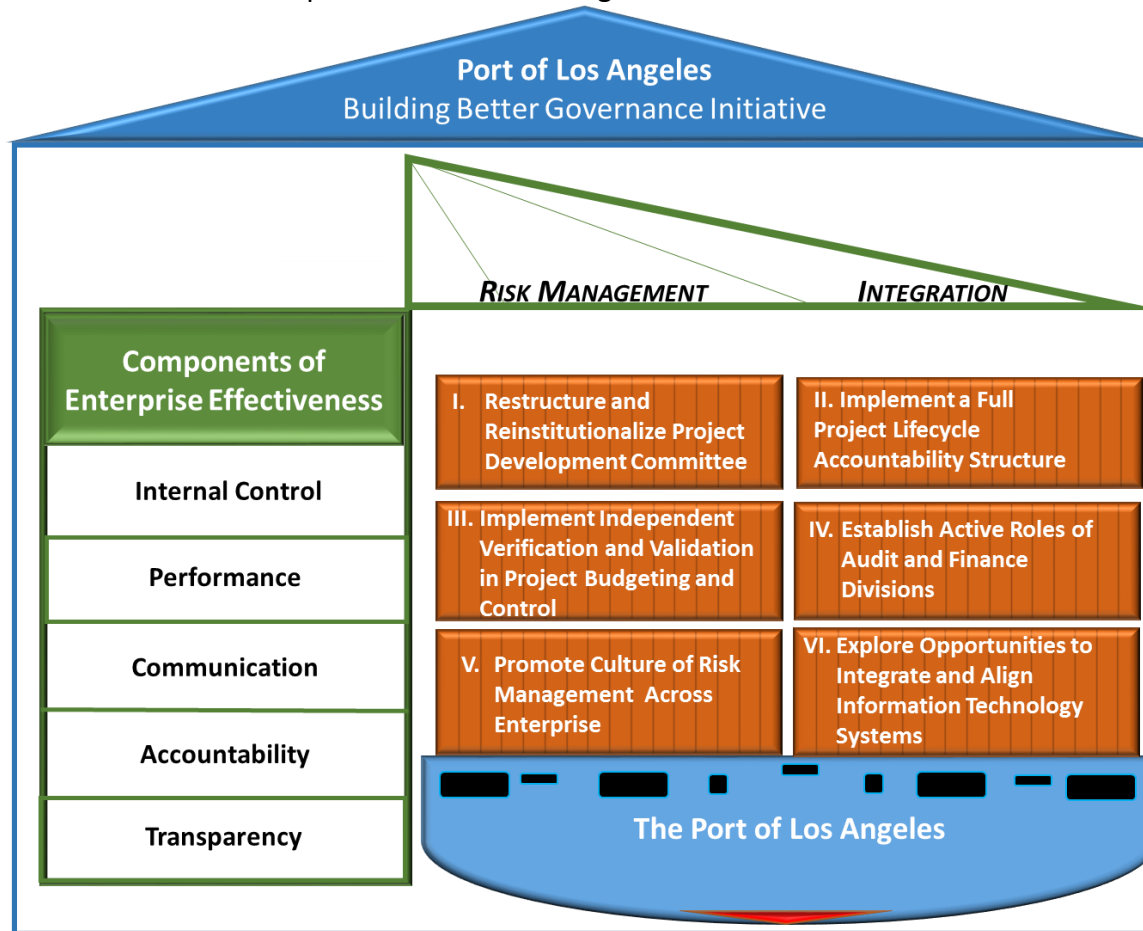 Port of Los Angeles
Building Better Governance Initiative
RISK MANAGEMENT
INTEGRATION
Components of
Enterprise Effectiveness
Internal Control
Performance
Communication
Accountability
Transparency
I. Restructure and
Reinstitutionalize Project
Development Committee
II. Implement a Full
Project Lifecycle
Accountability Structure
III. Implement Independent
Verification and Validation
in Project Budgeting and
Control
IV. Establish Active Roles of
Audit and Finance
Divisions
V. Promote Culture of Risk
Management Across
Enterprise
VI. Explore Opportunities to
Integrate and Align
Information Technology
Systems
The Port of Los Angeles